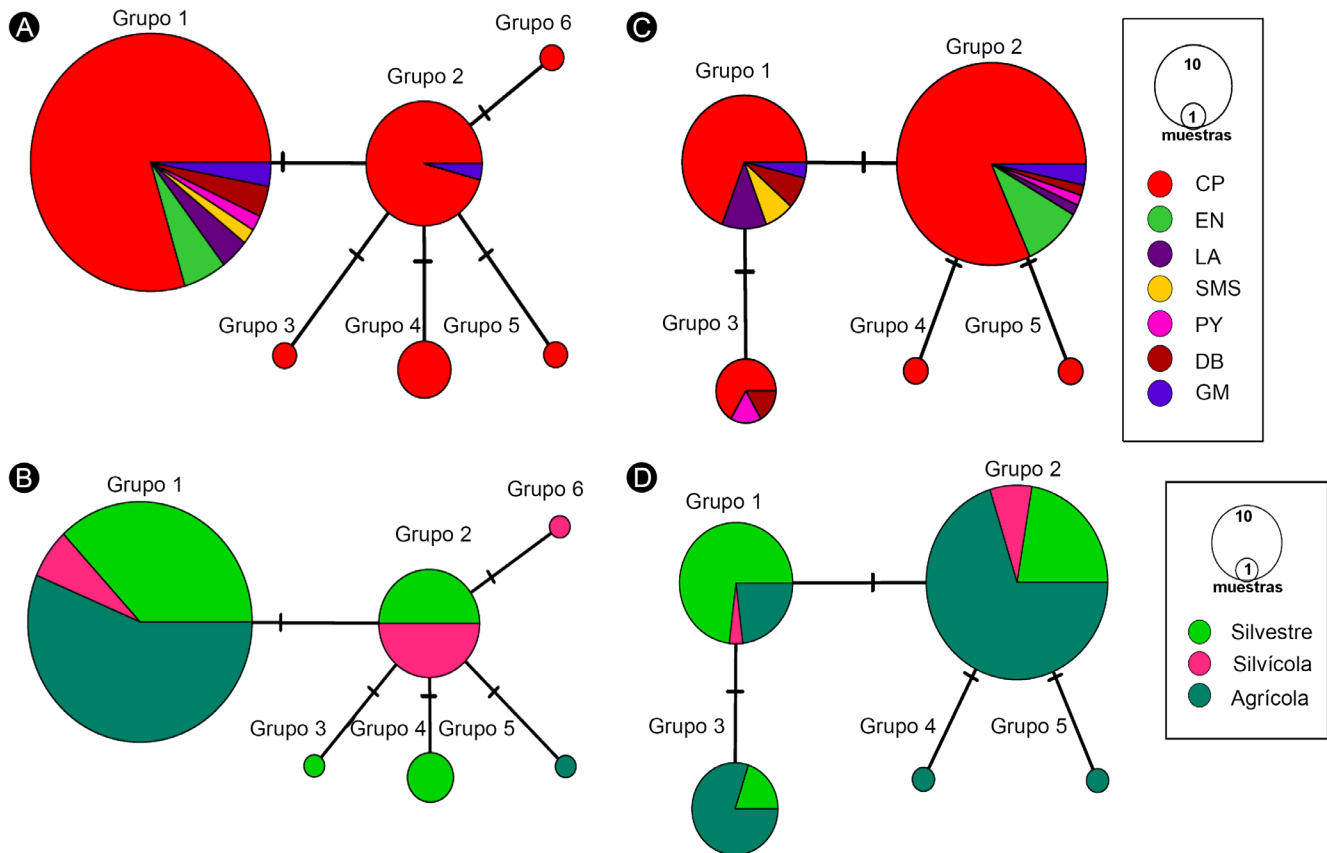 A
Grupo 1
Grupo 2
Grupo 6
Grupo 3
Grupo 4
Grupo 5
C
Grupo 1
Grupo 2
Grupo 3
Grupo 4
Grupo 5
10
1
muestras
CP
EN
LA
SMS
PY
DB
GM
B
Grupo 1
Grupo 2
Grupo 6
Grupo 3
Grupo 4
Grupo 5
D
Grupo 1
Grupo 2
Grupo 3
Grupo 4
Grupo 5
10
1
muestras
Silvestre
Silvícola
Agrícola